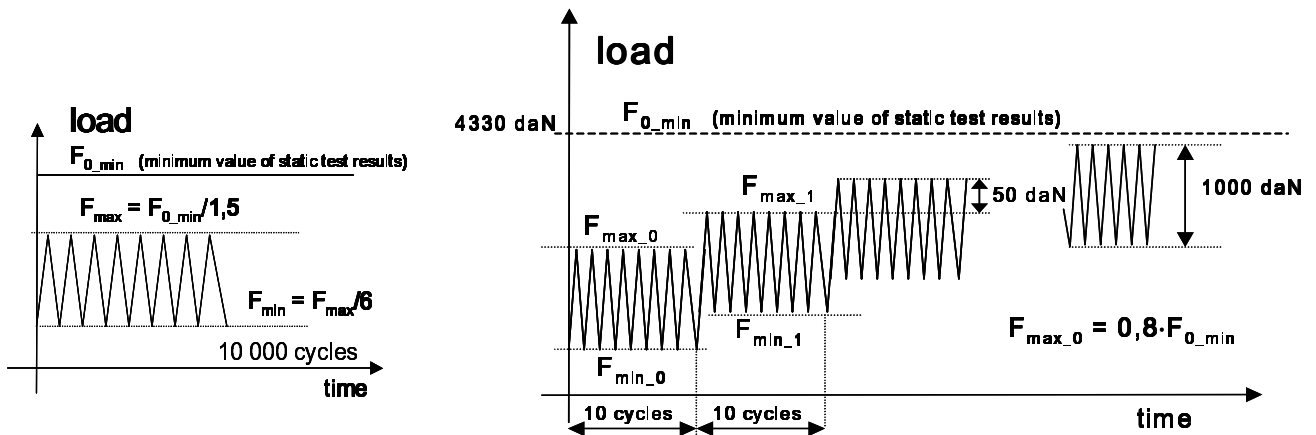 load
F0_min (minimum value of static test results)
Fmax = F0_min/1,5
Fmin = Fmax/6
10 000 cycles
time
load
4330 daN
F0_min (minimum value of static test results)
Fmax_1
50 daN
1000 daN
Fmax_0
Fmin_1
Fmax_0 = 0,8·F0_min
Fmin_0
10 cycles
10 cycles
time